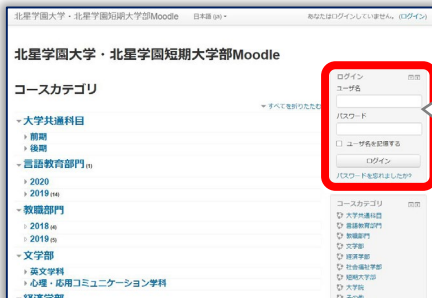 北星学園大学・北星学園短期大学部Moodle 日本語 (ja) あなたはログインしていません。(ログイン)
北星学園大学・北星学園短期大学部Moodle
コースカテゴリ
すべてを折りたたむ
大学共通科目
前期
後期
言語教育部門 (1)
2020
2019 (14)
教職部門
2018 (4)
2019 (5)
文学部
英文学科
心理・応用コミュニケーション学科
経済学部
ログイン
ユーザ名
パスワード
ユーザ名を記憶する
ログイン
パスワードを忘れましたか?
コースカテゴリ
大学共通科目
言語教育部門
教職部門
文学部
経済学部
社会福祉学部
短期大学部
大学院
その他